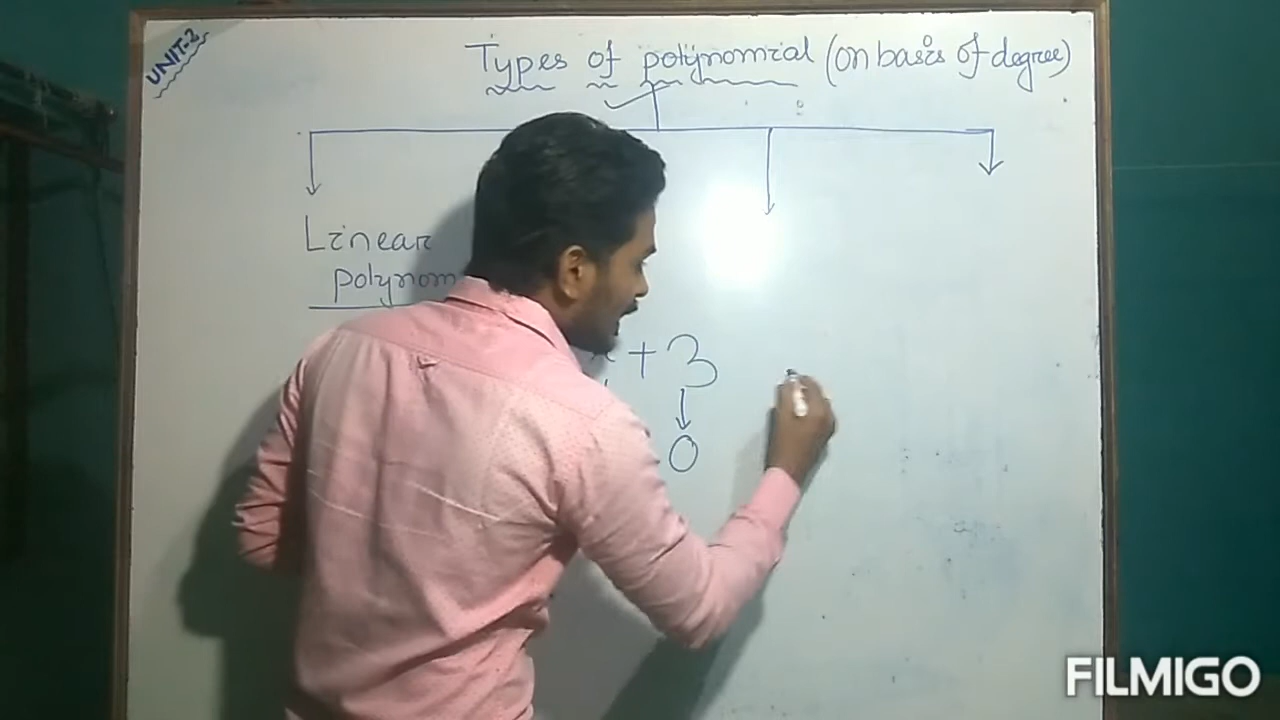 UNIT-2
Types of polynomial (on basis of degree)
Linear
polynom
x + 3
0
FILMIGO